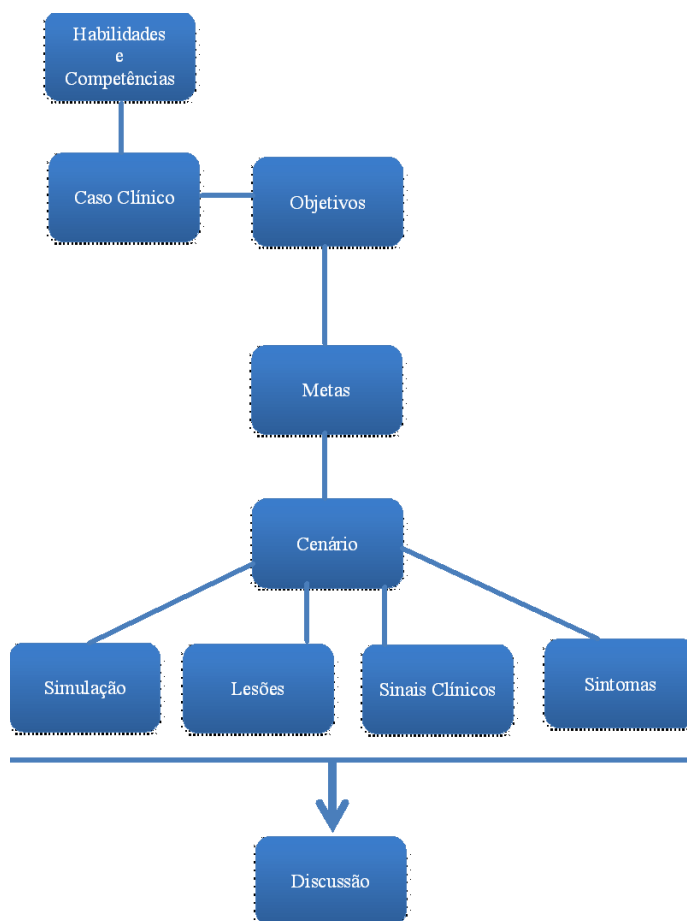 Habilidades
e
Competências
Caso Clínico
Objetivos
Metas
Cenário
Simulação
Lesões
Sinais Clínicos
Sintomas
Discussão